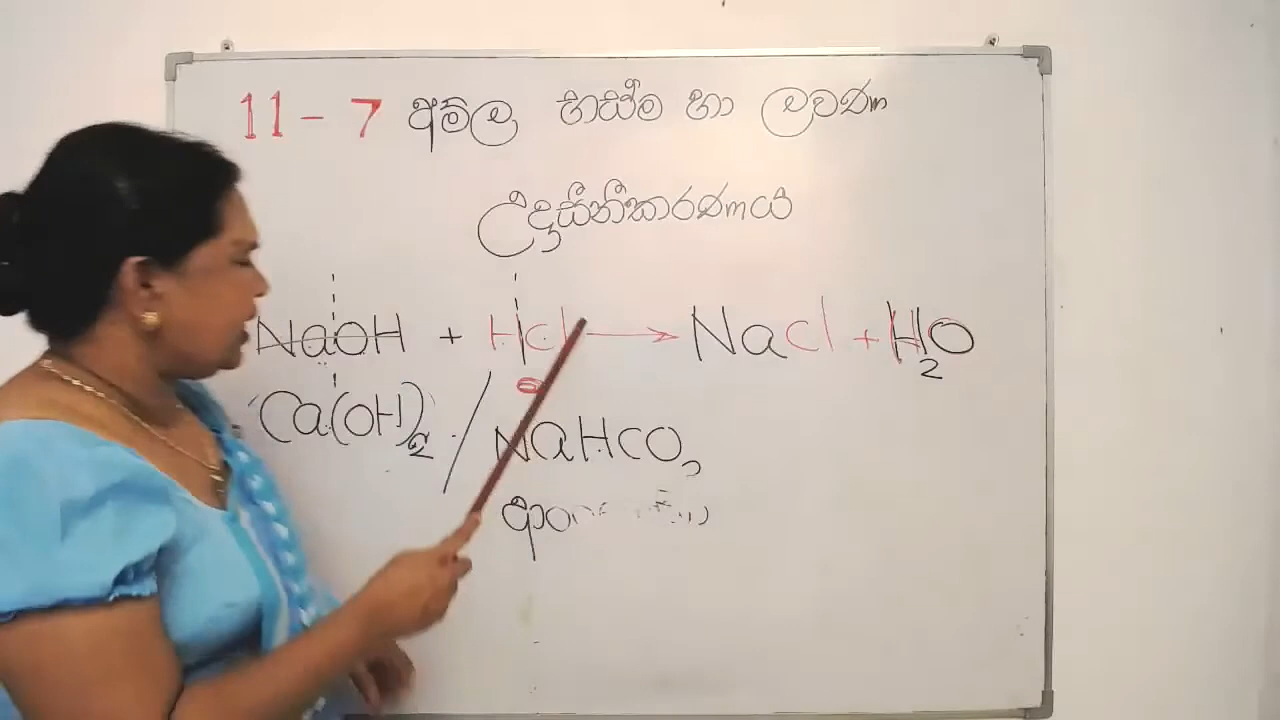 11 - 7 අම්ල භස්ම හා ලවණ
උදාසීනීකරණය
NaOH + HCl → NaCl + H2O
Ca(OH)2 / NaHCO3